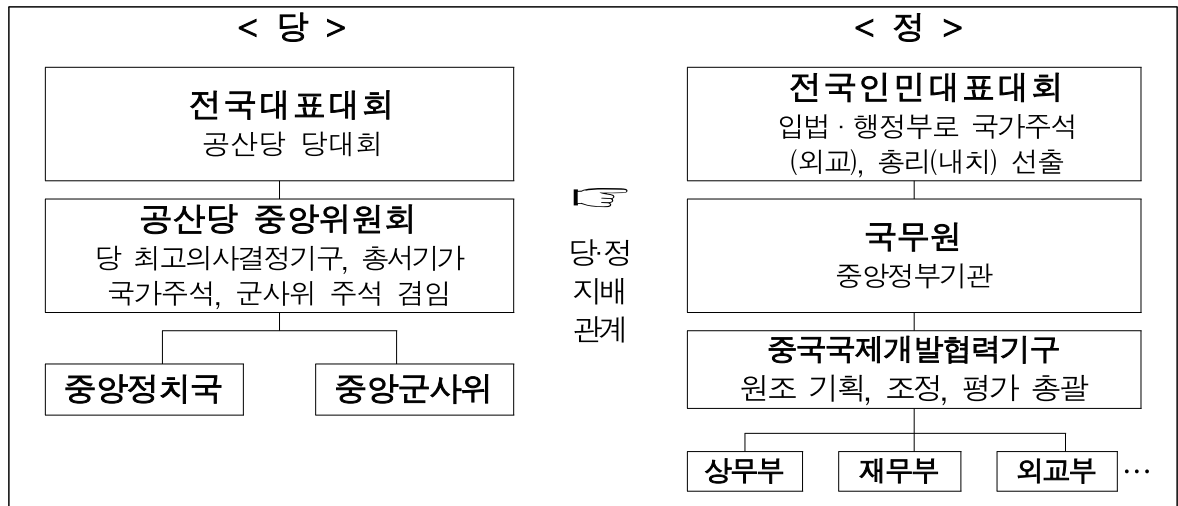 < 당 >
전국대표대회
공산당 당대회
공산당 중앙위원회
당 최고의사결정기구, 총서기가
국가주석, 군사위 주석 겸임
중앙정치국
중앙군사위
☞
당·정
지배
관계
< 정 >
전국인민대표대회
입법·행정부로 국가주석
(외교), 총리(내치) 선출
국무원
중앙정부기관
중국국제개발협력기구
원조 기획, 조정, 평가 총괄
상무부
재무부
외교부 …